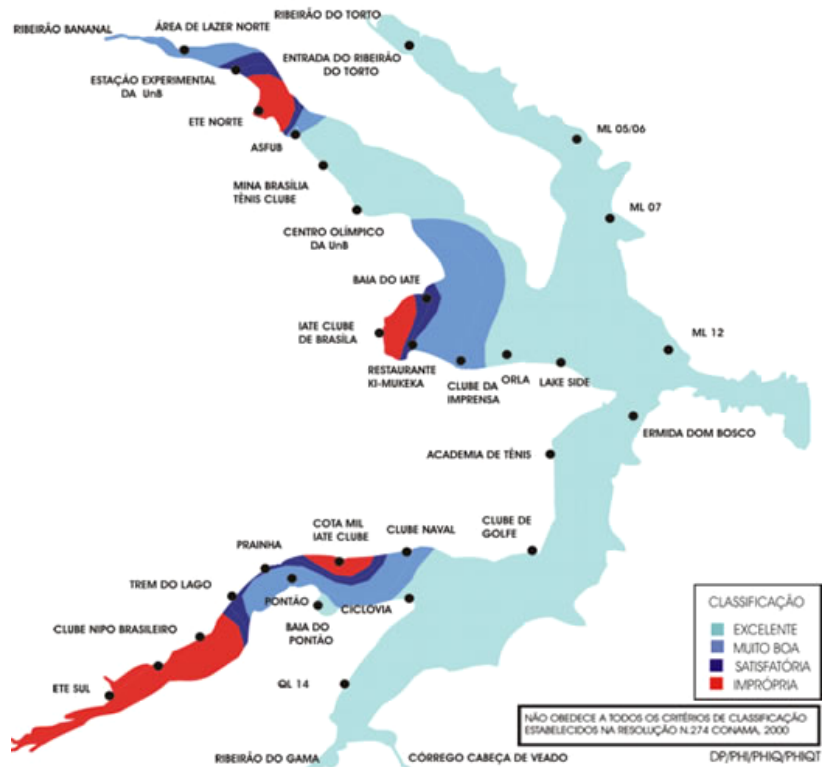 RIBEIRÃO BANANAL
ÁREA DE LAZER NORTE
RIBEIRÃO DO TORTO
ENTRADA DO RIBEIRÃO
DO TORTO
ESTAÇÃO EXPERIMENTAL
DA UnB
ETE NORTE
ASFUB
ML 05/06
MINA BRASÍLIA
TÊNIS CLUBE
ML 07
CENTRO OLÍMPICO
DA UnB
BAIA DO IATE
IATE CLUBE
DE BRASÍLA
ML 12
RESTAURANTE
KI-MUKEKA
CLUBE DA
IMPRENSA
ORLA
LAKE SIDE
ERMIDA DOM BOSCO
ACADEMIA DE TÊNIS
CLUBE DE
GOLFE
COTA MIL
IATE CLUBE
CLUBE NAVAL
PRAINHA
TREM DO LAGO
PONTÃO
CICLOVIA
BAIA DO
PONTÃO
CLUBE NIPO BRASILEIRO
ETE SUL
QL 14
CLASSIFICAÇÃO
EXCELENTE
MUITO BOA
SATISFATÓRIA
IMPRÓPRIA
NÃO OBEDECE A TODOS OS CRITÉRIOS DE CLASSIFICAÇÃO
ESTABELECIDOS NA RESOLUÇÃO N.274 CONAMA, 2000
RIBEIRÃO DO GAMA
CÓRREGO CABEÇA DE VEADO
DP/PHI/PHIQ/PHIQT